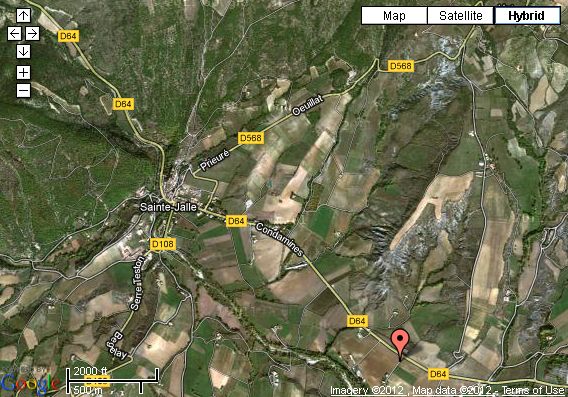 Map Satellite Hybrid
D64
D568
D64
Oeuillat
D568
Prieuré
Sainte-Jalle
D64
Condamines
D108
Serre Teston
D64
D64
2000 ft
Google
500 m
Imagery ©2012 , Map data ©2012 - Terms of Use